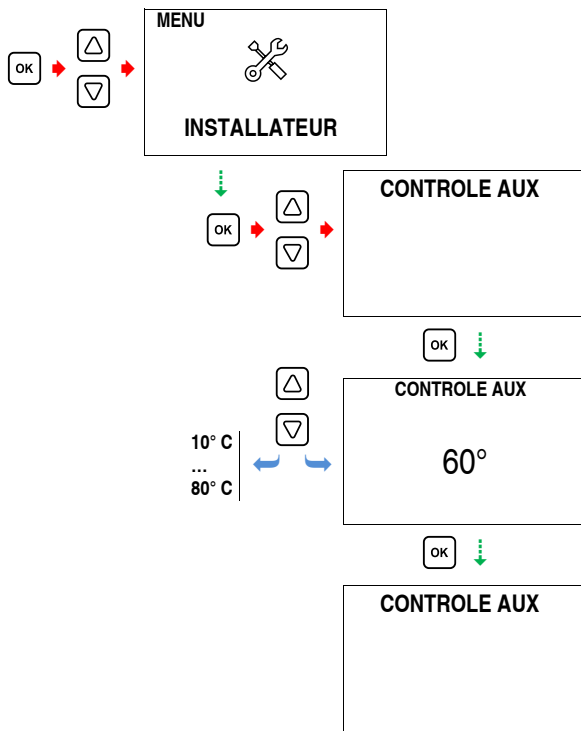 MENU
OK
INSTALLATEUR
CONTROLE AUX
OK
OK
CONTROLE AUX
10° C
...
80° C
60°
OK
CONTROLE AUX